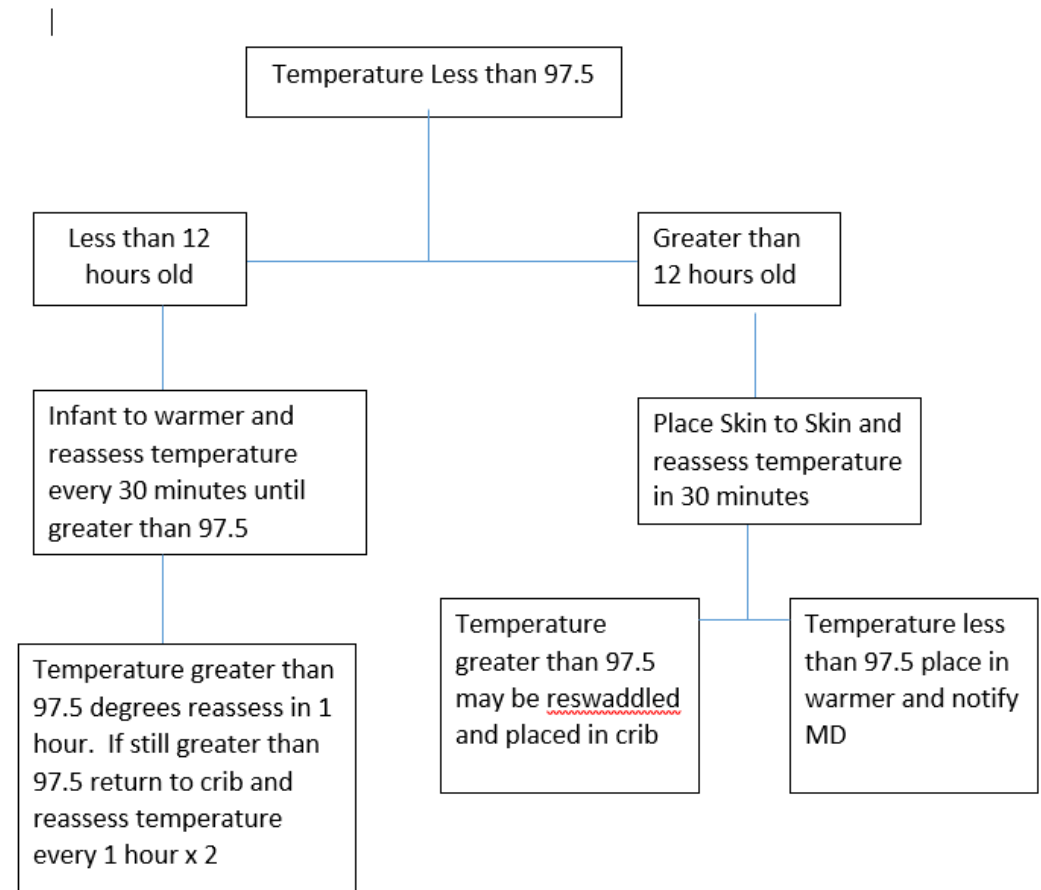 Temperature Less than 97.5
Less than 12
hours old
Greater than
12 hours old
Infant to warmer and
reassess temperature
every 30 minutes until
greater than 97.5
Place Skin to Skin and
reassess temperature
in 30 minutes
Temperature greater than
97.5 degrees reassess in 1
hour.  If still greater than
97.5 return to crib and
reassess temperature
every 1 hour x 2
Temperature
greater than 97.5
may be reswaddled
and placed in crib
Temperature less
than 97.5 place in
warmer and notify
MD